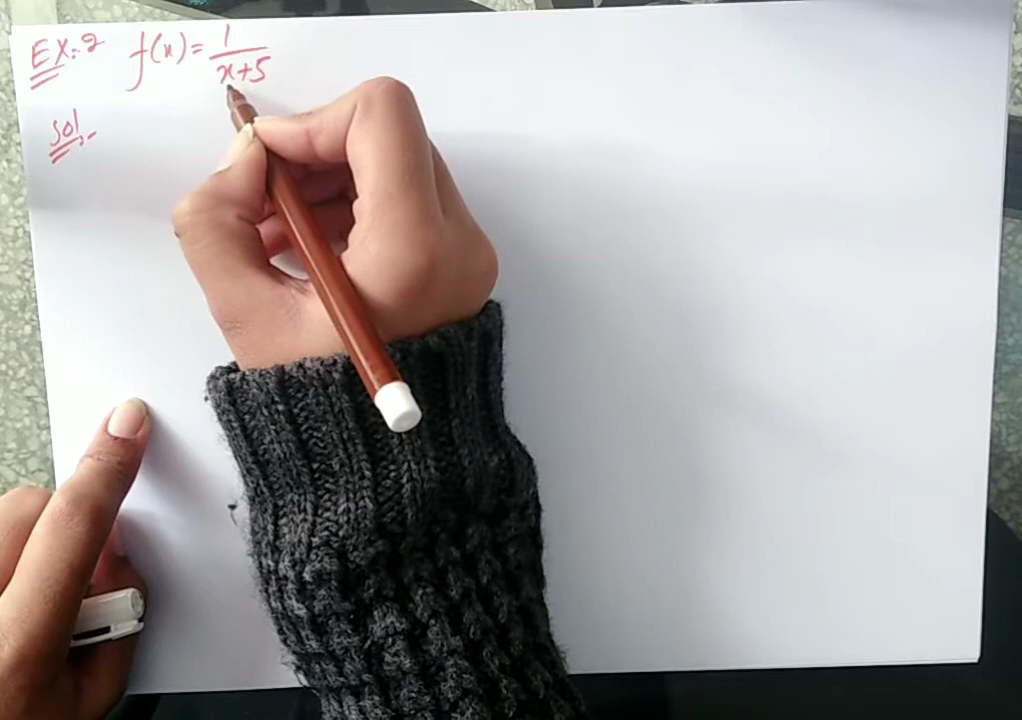 EX:2 f(x) = 1/(x+5)
Sol:-